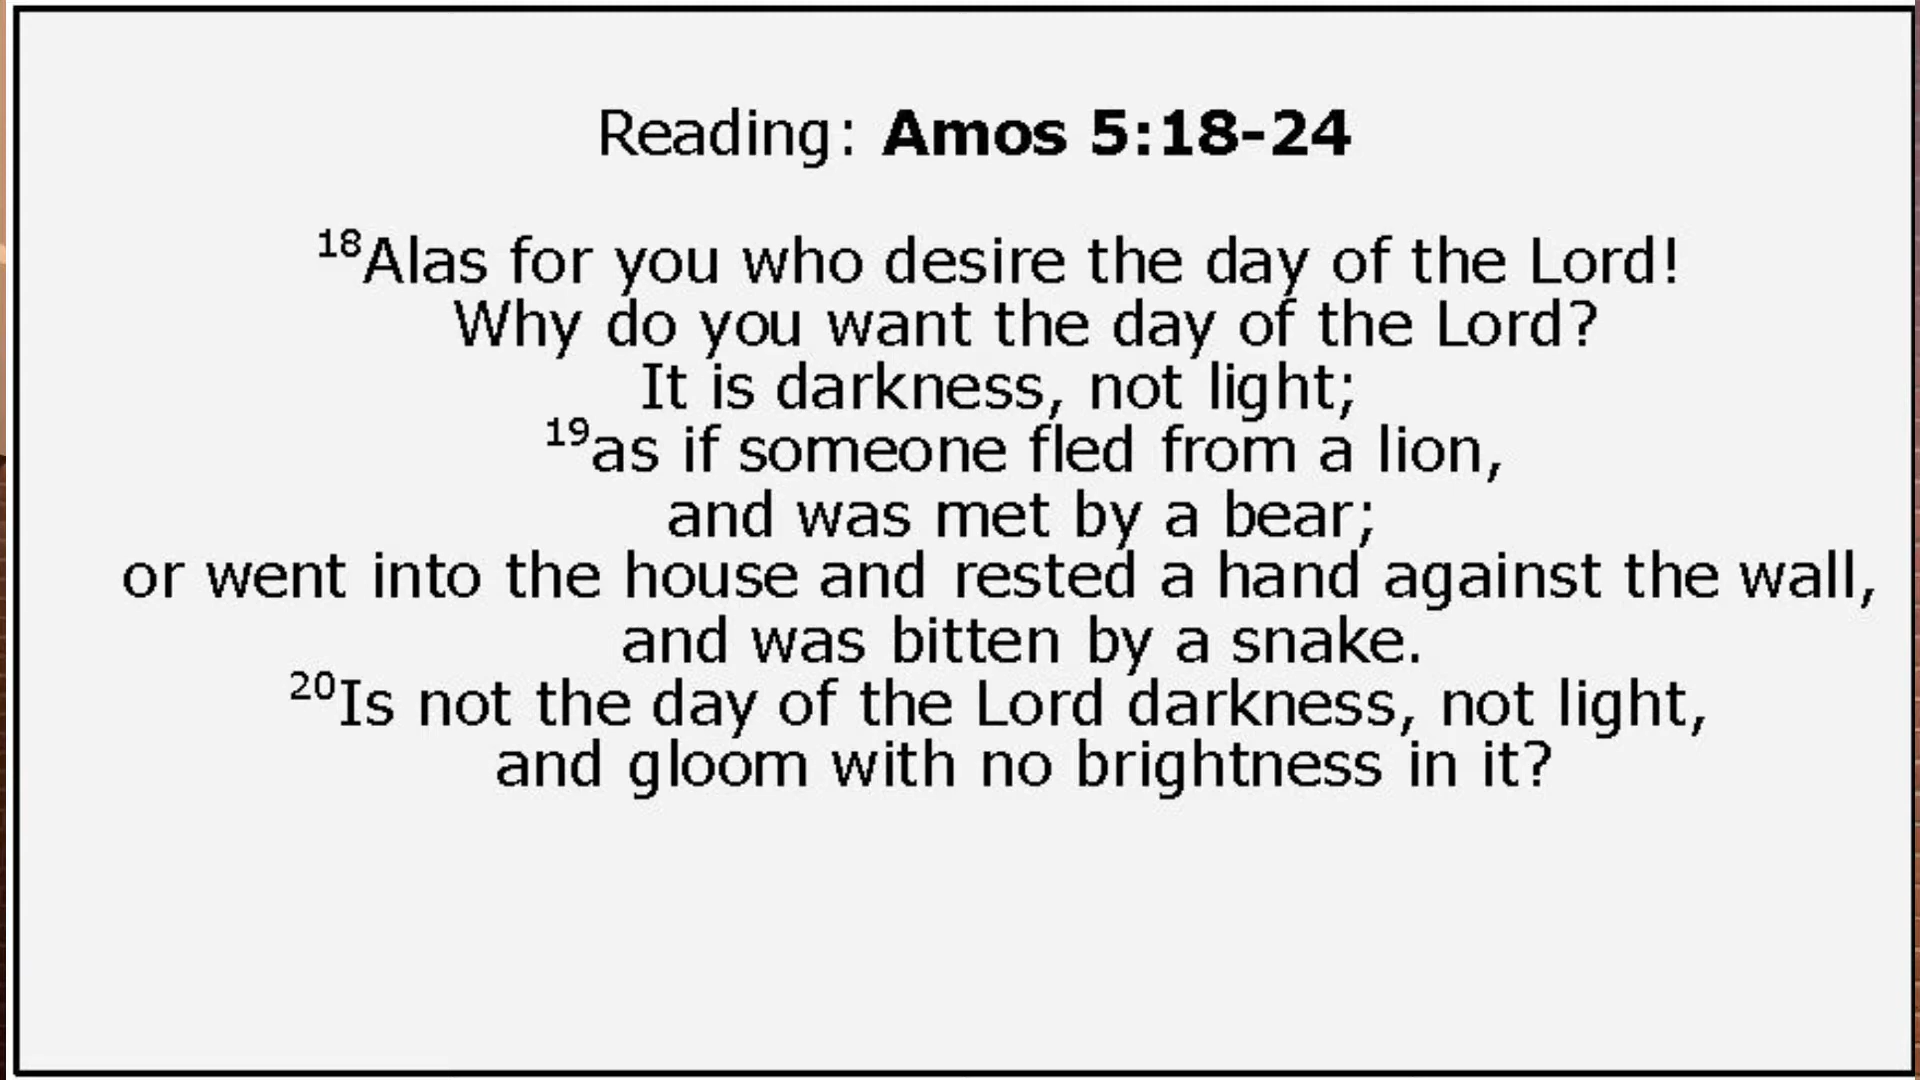 Reading: Amos 5:18-24
18Alas for you who desire the day of the Lord!
Why do you want the day of the Lord?
It is darkness, not light;
19as if someone fled from a lion,
and was met by a bear;
or went into the house and rested a hand against the wall,
and was bitten by a snake.
20Is not the day of the Lord darkness, not light,
and gloom with no brightness in it?